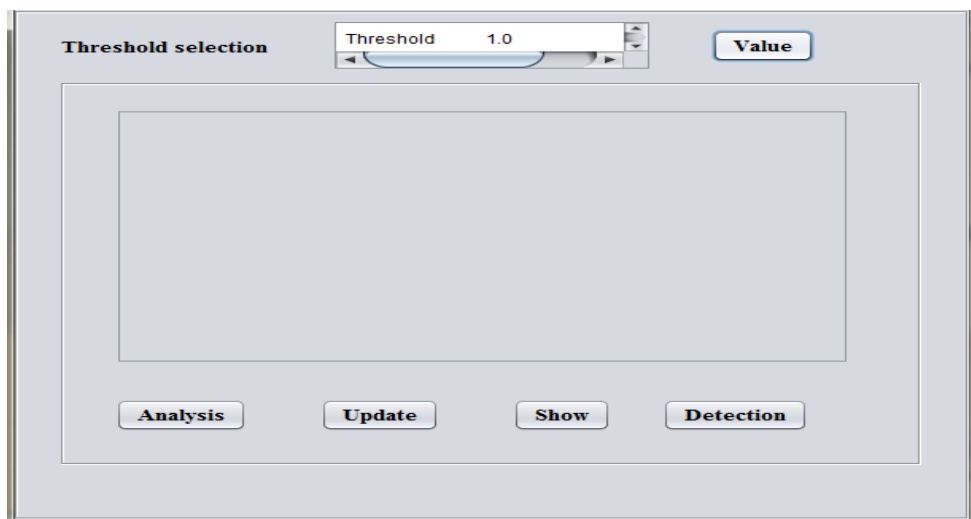 Threshold selection
Threshold 1.0
Value
Analysis Update Show Detection